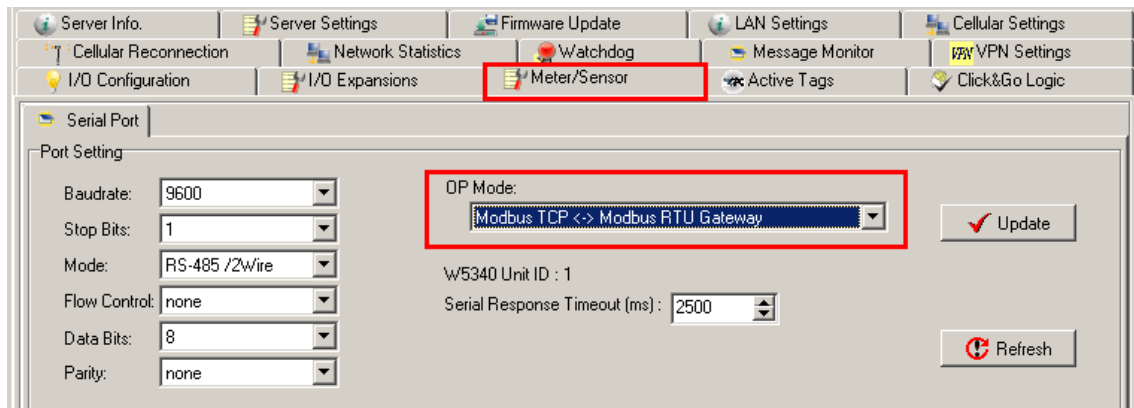 Server Info. Server Settings Firmware Update LAN Settings Cellular Settings
Cellular Reconnection Network Statistics Watchdog Message Monitor VPN VPN Settings
I/O Configuration I/O Expansions Meter/Sensor Active Tags Click&Go Logic
Serial Port
Port Setting
Baudrate: 9600
Stop Bits: 1
Mode: RS-485 /2Wire
Flow Control: none
Data Bits: 8
Parity: none
OP Mode:
Modbus TCP <-> Modbus RTU Gateway
W5340 Unit ID : 1
Serial Response Timeout (ms) : 2500
Update
Refresh